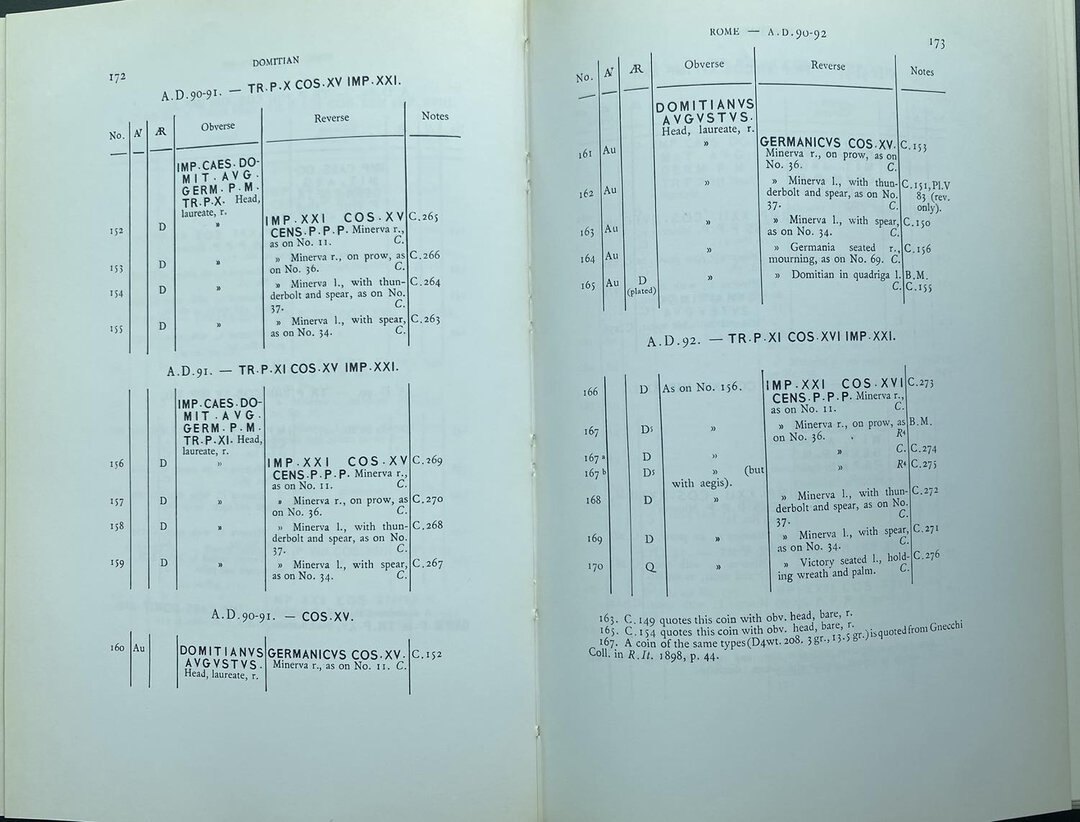 172
DOMITIAN
A.D.90-91. — TR.P.X COS.XV IMP.XXI.
No. A/ ÆR Obverse Reverse Notes
IMP.CAES.DO-
MIT.AVG.
GERM.P.M.
TR.P.X. Head,
laureate, r.
152 D » IMP.XXI COS.XV C.265
CENS.P.P.P. Minerva r.,
as on No. 11. C.
153 D » » Minerva r., on prow, as C.266
on No. 36. C.
154 D » » Minerva l., with thun- C.264
derbolt and spear, as on No.
37. C.
155 D » » Minerva l., with spear, C.263
as on No. 34. C.
A.D.91. — TR.P.XI COS.XV IMP.XXI.
IMP.CAES.DO-
MIT.AVG.
GERM.P.M.
TR.P.XI. Head,
laureate, r.
156 D » IMP.XXI COS.XV C.269
CENS.P.P.P. Minerva r.,
as on No. 11. C.
157 D » » Minerva r., on prow, as C.270
on No. 36. C.
158 D » » Minerva l., with thun- C.268
derbolt and spear, as on No.
37. C.
159 D » » Minerva l., with spear, C.267
as on No. 34. C.
A.D.90-91. — COS.XV.
160 Au DOMITIANVS GERMANICVS COS.XV. C.152
AVGVSTVS. Minerva r., as on No. 11. C.
Head, laureate, r.
ROME — A.D.90-92
173
No. A/ ÆR Obverse Reverse Notes
DOMITIANVS
AVGVSTVS.
Head, laureate, r.
161 Au » GERMANICVS COS.XV. C.153
Minerva r., on prow, as on
No. 36. C.
162 Au » » Minerva l., with thun- C.151,Pl.V
derbolt and spear, as on No. 83 (rev.
37. C. only).
163 Au » » Minerva l., with spear, C.150
as on No. 34. C.
164 Au » » Germania seated r., C.156
mourning, as on No. 69. C.
165 Au D » » Domitian in quadriga l. B.M.
(plated) C. C.155
A.D.92. — TR.P.XI COS.XVI IMP.XXI.
166 D As on No. 156. IMP.XXI COS.XVI C.273
CENS.P.P.P. Minerva r.,
as on No. 11. C.
167 D⁵ » » Minerva r., on prow, as B.M.
on No. 36. R⁴
167ᵃ D » » C. C.274
167ᵇ D⁵ » (but » R⁴ C.275
with aegis).
168 D » » Minerva l., with thun- C.272
derbolt and spear, as on No.
37. C.
169 D » » Minerva l., with spear, C.271
as on No. 34. C.
170 Q » » Victory seated l., hold- C.276
ing wreath and palm. C.
163. C.149 quotes this coin with obv. head, bare, r.
165. C.154 quotes this coin with obv. head, bare, r.
167. A coin of the same types (D4wt. 208. 3 gr., 13.5 gr.) is quoted from Gnecchi
Coll. in R.It. 1898, p. 44.